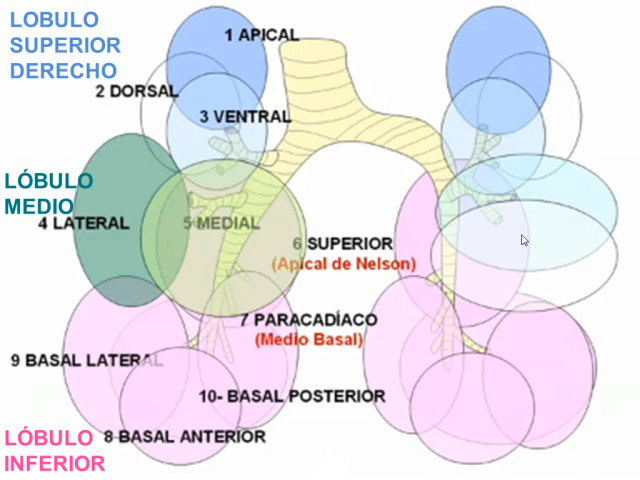 LOBULO
SUPERIOR
DERECHO
1 APICAL
2 DORSAL
3 VENTRAL
LÓBULO
MEDIO
4 LATERAL
5 MEDIAL
6 SUPERIOR
(Apical de Nelson)
7 PARACADÍACO
(Medio Basal)
9 BASAL LATERAL
10- BASAL POSTERIOR
LÓBULO
INFERIOR
8 BASAL ANTERIOR